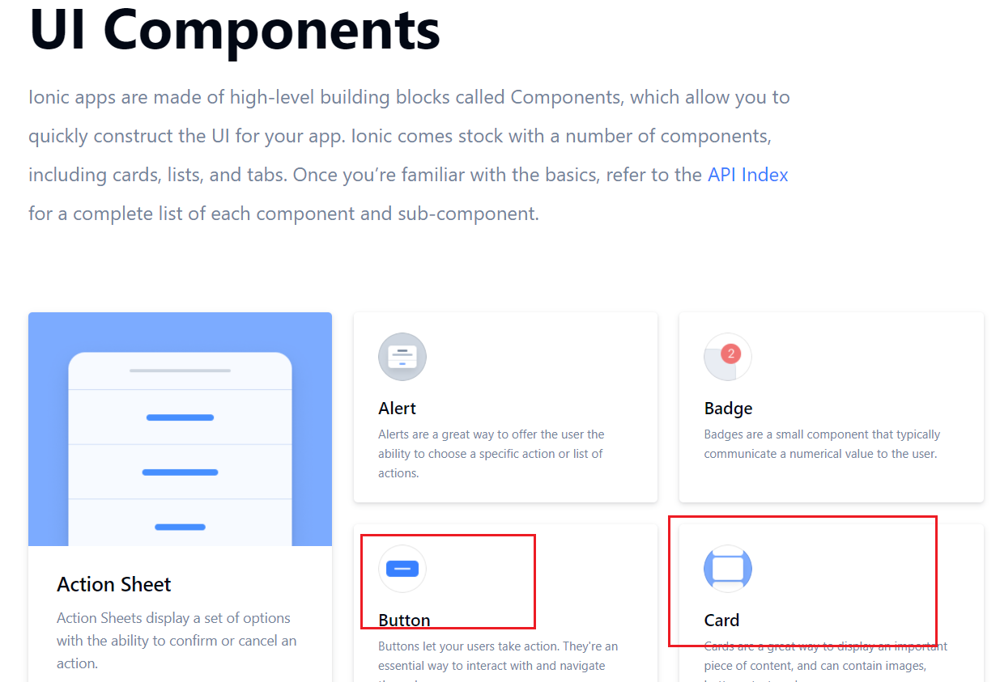 UI Components
Ionic apps are made of high-level building blocks called Components, which allow you to
quickly construct the UI for your app. Ionic comes stock with a number of components,
including cards, lists, and tabs. Once you’re familiar with the basics, refer to the API Index
for a complete list of each component and sub-component.
Action Sheet
Action Sheets display a set of options
with the ability to confirm or cancel an
action.
Alert
Alerts are a great way to offer the user the
ability to choose a specific action or list of
actions.
2
Badge
Badges are a small component that typically
communicate a numerical value to the user.
Button
Buttons let your users take action. They're an
essential way to interact with and navigate
Card
Cards are a great way to display an important
piece of content, and can contain images,